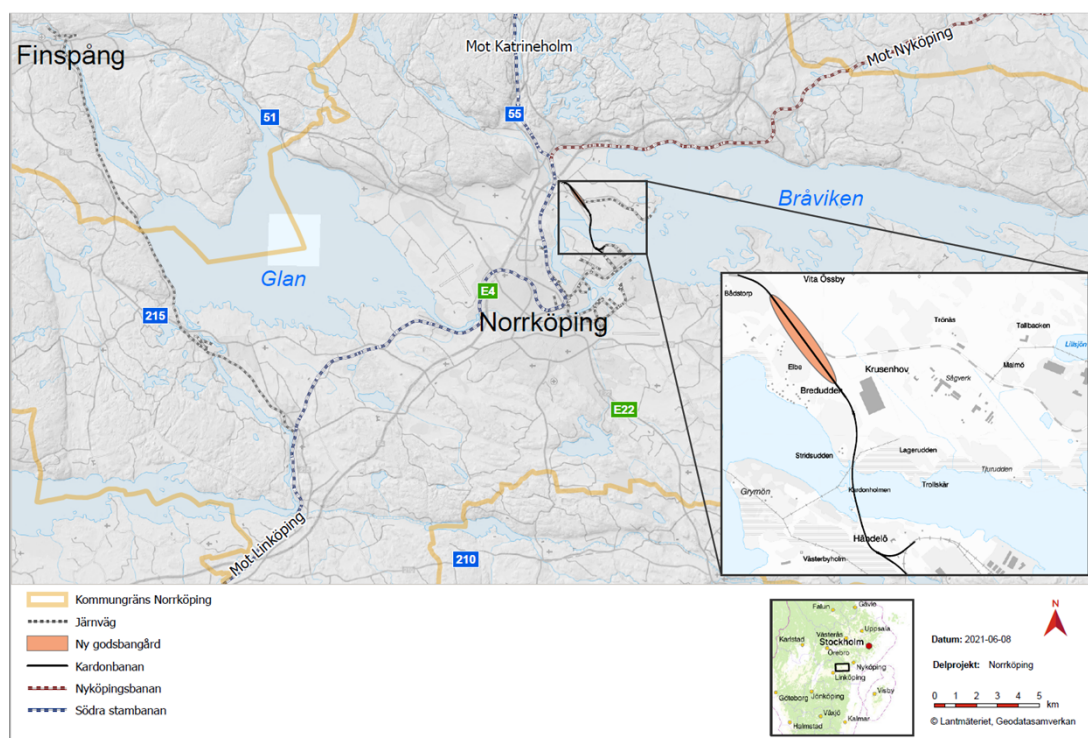 Finspång
Mot Katrineholm
Mot Nyköping
51
55
Bråviken
Glan
E4
215
Norrköping
E22
Mot Linköping
210
Vita Össby
Bådstorp
Trönäs
Tallbacken
Lillsjön
Elbe
Malmö
Krusenhov
Sågverk
Bredudden
Stridsudden
Lagerudden
Tjurudden
Grymön
Kardonholmen
Trollskär
Händelö
Västerbyholm
Kommungräns Norrköping
Järnväg
Ny godsbangård
Kardonbanan
Nyköpingsbanan
Södra stambanan
Falun
Gävle
Uppsala
Karlstad
Västerås
Stockholm
Örebro
Nyköping
Linköping
Göteborg
Jönköping
Visby
Växjö
Halmstad
Kalmar
N
Datum: 2021-06-08
Delprojekt: Norrköping
0 1 2 3 4 5
km
© Lantmäteriet, Geodatasamverkan